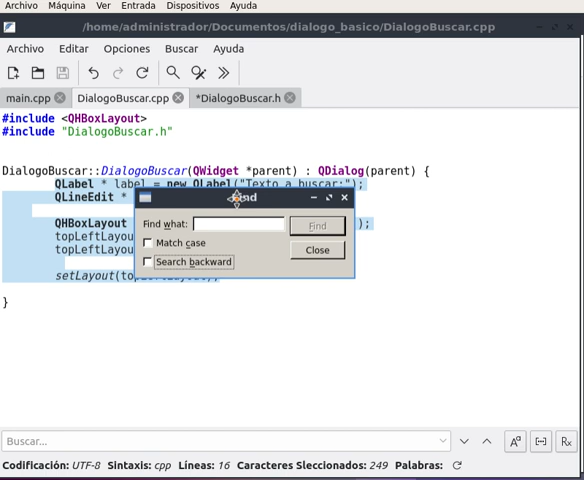 Archivo Máquina Ver Entrada Dispositivos Ayuda
/home/administrador/Documentos/dialogo_basico/DialogoBuscar.cpp
Archivo Editar Opciones Buscar Ayuda
main.cpp DialogoBuscar.cpp *DialogoBuscar.h
#include <QHBoxLayout>
#include "DialogoBuscar.h"
DialogoBuscar::DialogoBuscar(QWidget *parent) : QDialog(parent) {
QLabel * label = new QLabel("Texto a buscar:");
QLineEdit *
QHBoxLayout );
topLeftLayou
topLeftLayou
setLayout(
}
Find what: Find
Match case
Close
Search backward
Buscar... Aª Rx
Codificación: UTF-8 Sintaxis: cpp Líneas: 16 Caracteres Sleccionados: 249 Palabras: